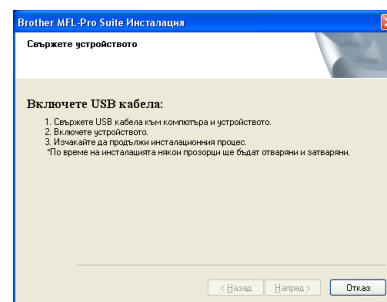 Brother MFL-Pro Suite Инсталация
Свържете устройството
Включете USB кабела:
1. Свържете USB кабела към компютъра и устройството.
2. Включете устройството.
3. Изчакайте да продължи инсталационния процес.
*По време на инсталацията някои прозорци ще бъдат отваряни и затваряни.
< Назад Напред > Отказ